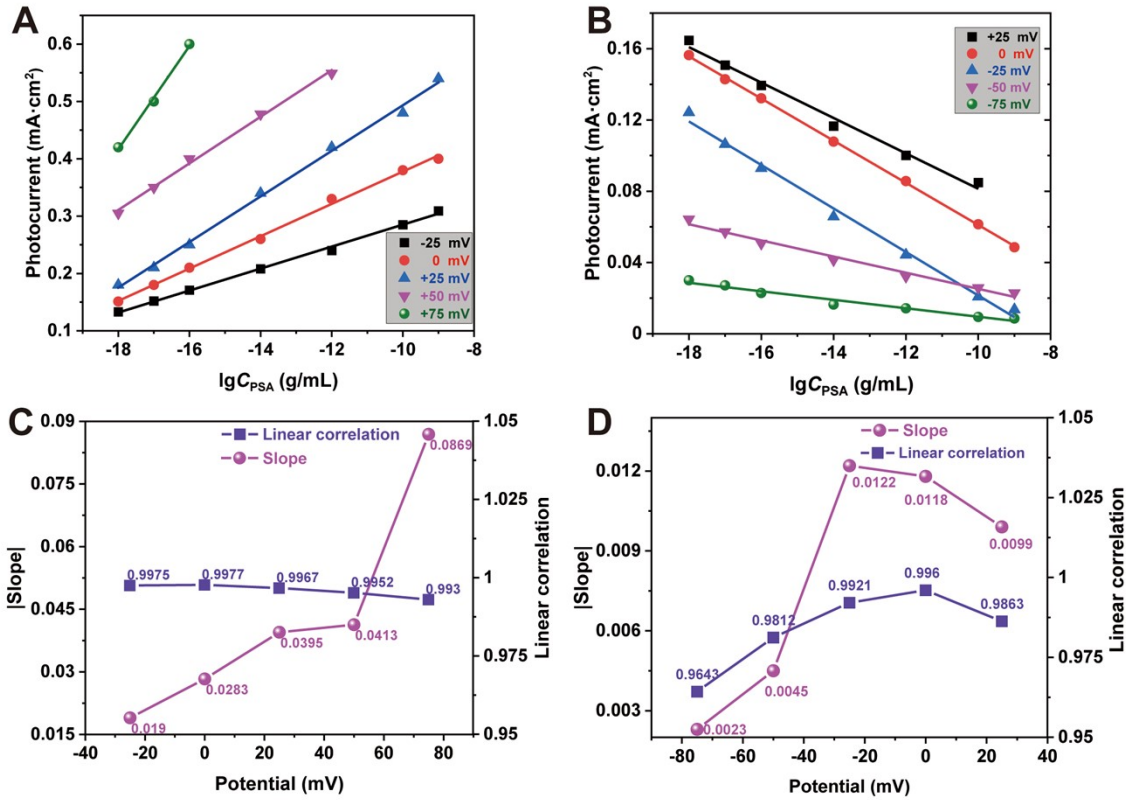 A
Photocurrent (mA·cm²)
0.6
0.5
0.4
0.3
0.2
0.1
-25 mV
0 mV
+25 mV
+50 mV
+75 mV
-18 -16 -14 -12 -10 -8
lgC_PSA (g/mL)
B
Photocurrent (mA·cm²)
0.16
0.12
0.08
0.04
0
+25 mV
0 mV
-25 mV
-50 mV
-75 mV
-18 -16 -14 -12 -10 -8
lgC_PSA (g/mL)
C
|Slope|
0.09
0.075
0.06
0.045
0.03
0.015
Linear correlation
Slope
0.0869
0.9975 0.9977 0.9967 0.9952 0.993
0.0413
0.0395
0.0283
0.019
1.05
1.025
1
0.975
0.95
Linear correlation
-40 -20 0 20 40 60 80
Potential (mV)
D
|Slope|
0.012
0.009
0.006
0.003
Slope
Linear correlation
0.0122
0.0118
0.0099
0.9921 0.996
0.9812
0.9863
0.9643
0.0045
0.0023
1.05
1.025
1
0.975
0.95
Linear correlation
-80 -60 -40 -20 0 20 40
Potential (mV)